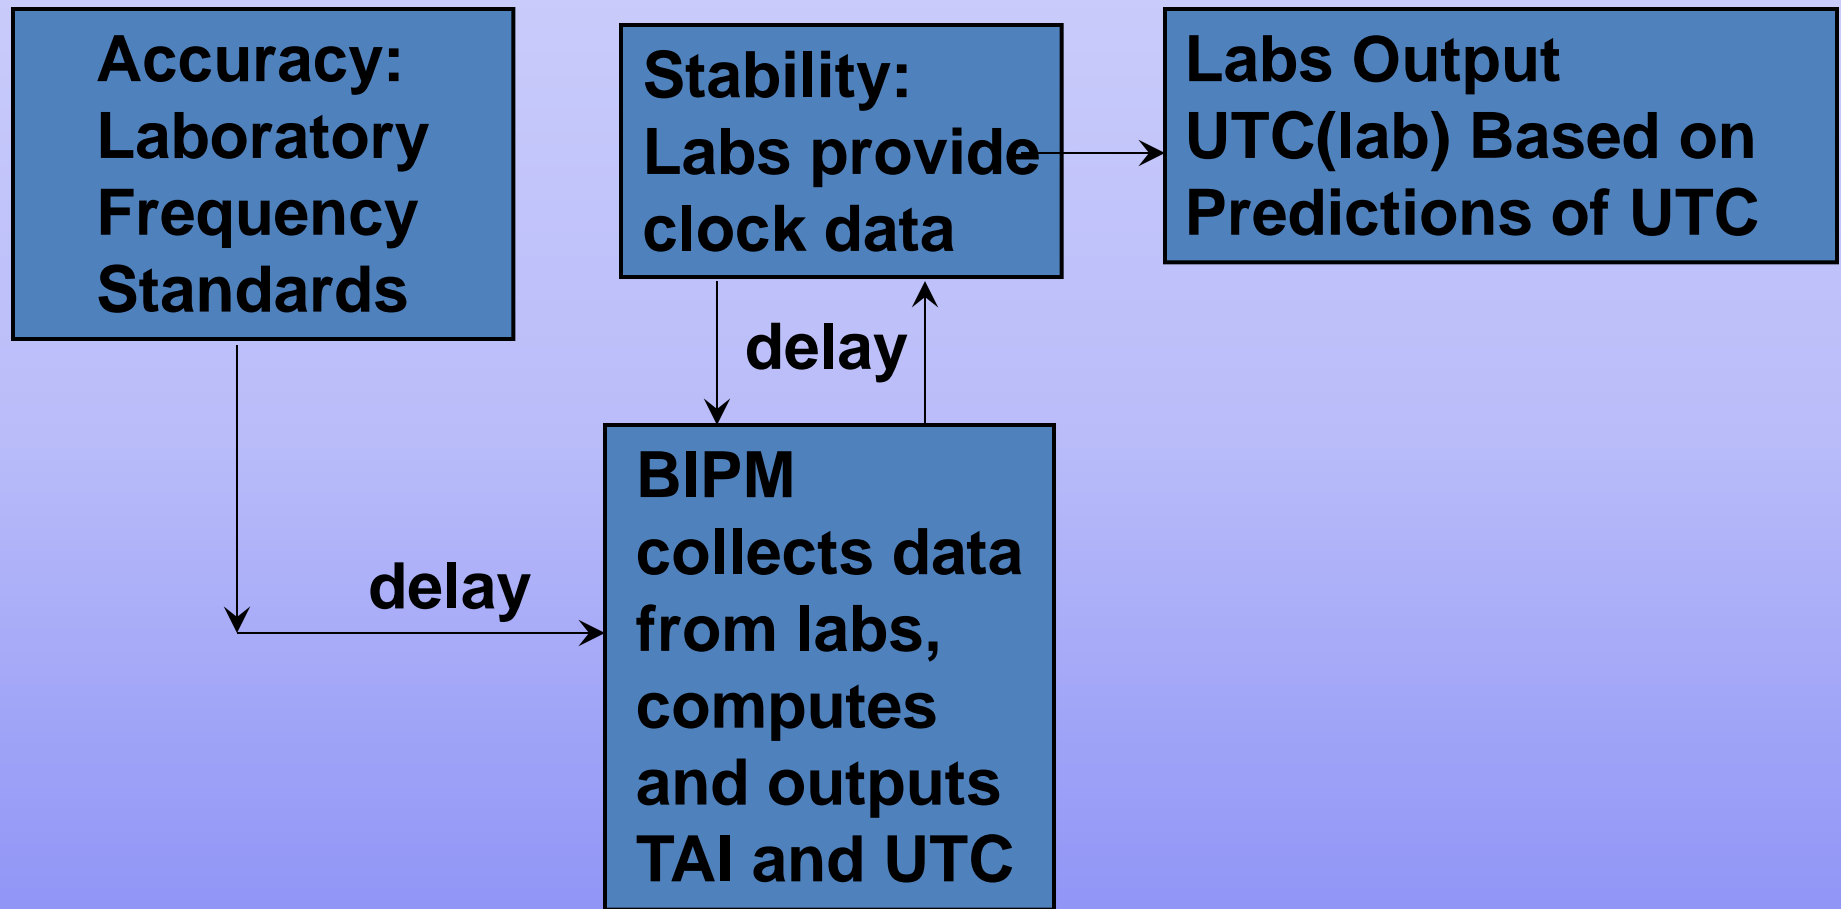 Accuracy:
Laboratory
Frequency
Standards
Stability:
Labs provide
clock data
Labs Output
UTC(lab) Based on
Predictions of UTC
delay
delay
BIPM
collects data
from labs,
computes
and outputs
TAI and UTC